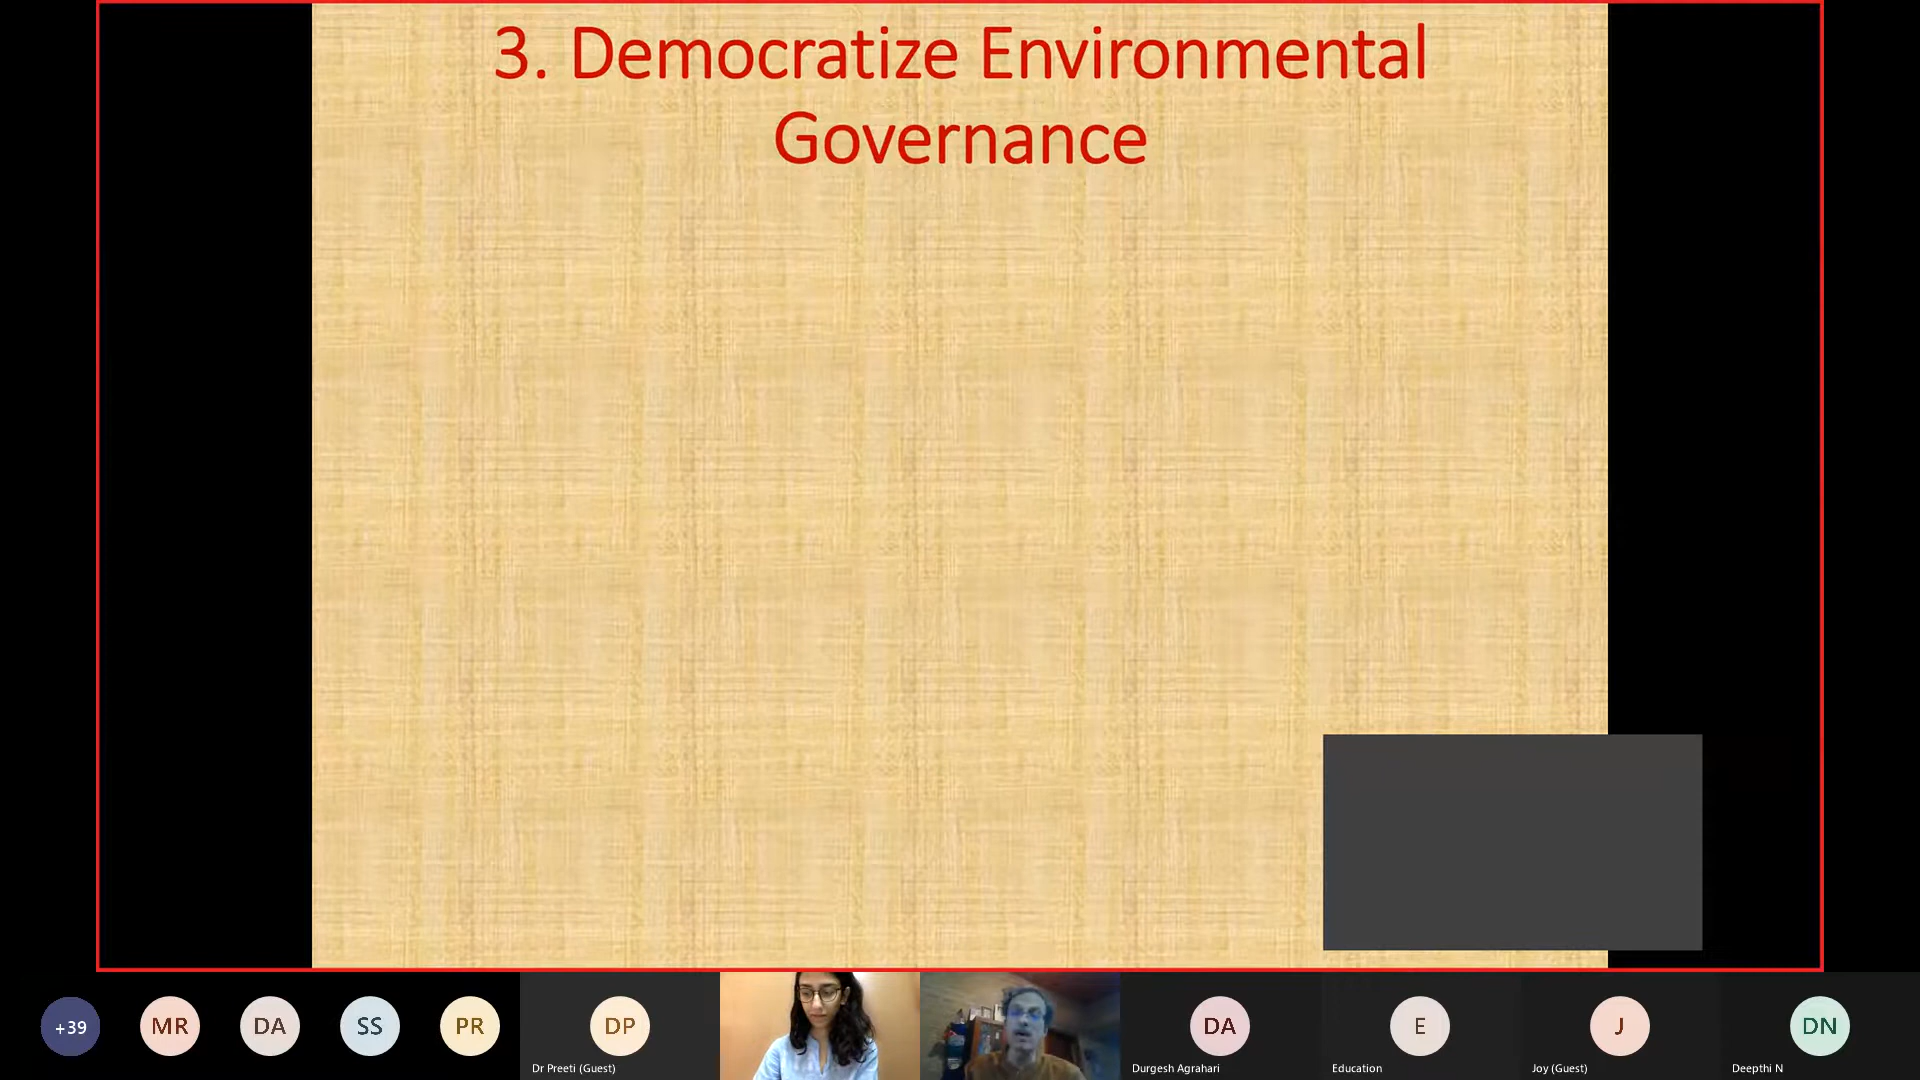 3. Democratize Environmental
Governance
+39
MR
DA
SS
PR
DP
Dr Preeti (Guest)
DA
Durgesh Agrahari
E
Education
J
Joy (Guest)
DN
Deepthi N